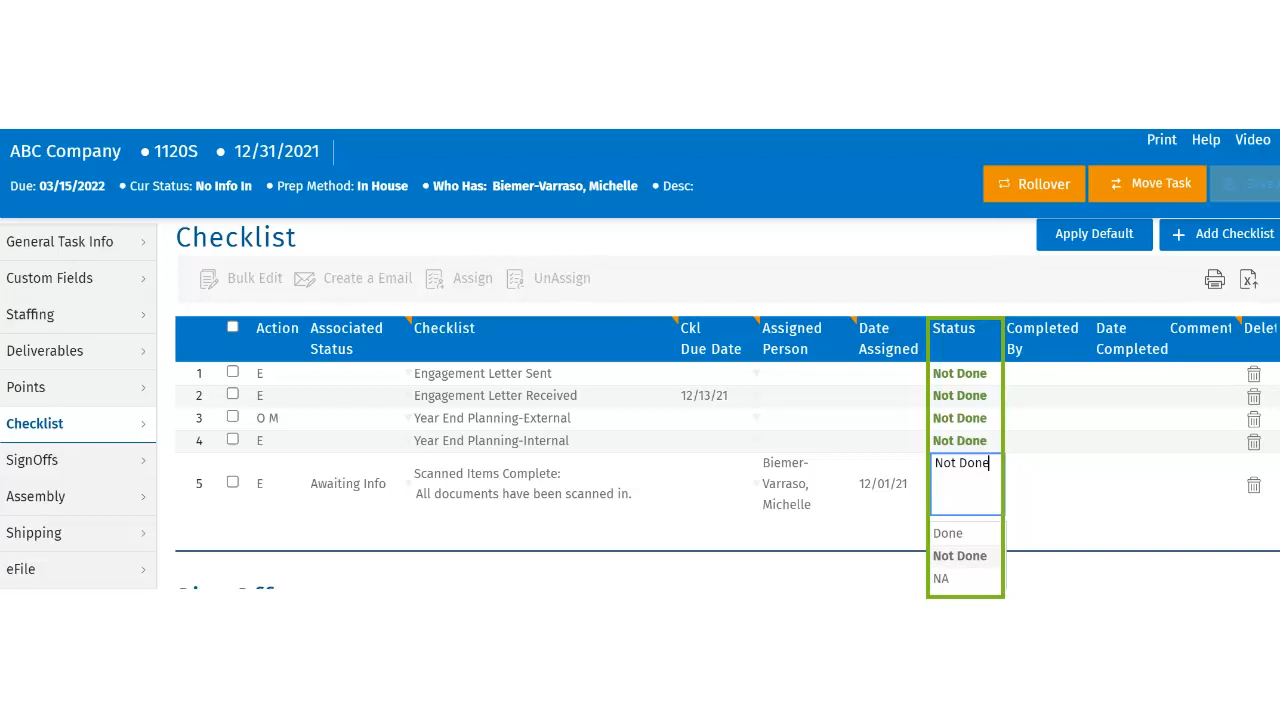 ABC Company ● 1120S ● 12/31/2021
Print Help Video
Due: 03/15/2022 ● Cur Status: No Info In ● Prep Method: In House ● Who Has: Biemer-Varraso, Michelle ● Desc:
Rollover Move Task
General Task Info
Custom Fields
Staffing
Deliverables
Points
Checklist
SignOffs
Assembly
Shipping
eFile
Checklist
Apply Default + Add Checklist
Bulk Edit Create a Email Assign UnAssign
Action Associated Status Checklist Ckl Due Date Assigned Person Date Assigned Status Completed By Date Completed Comment Delet
1 E Engagement Letter Sent Not Done
2 E Engagement Letter Received 12/13/21 Not Done
3 O M Year End Planning-External Not Done
4 E Year End Planning-Internal Not Done
5 E Awaiting Info Scanned Items Complete: All documents have been scanned in. Biemer-Varraso, Michelle 12/01/21 Not Done
Done
Not Done
NA